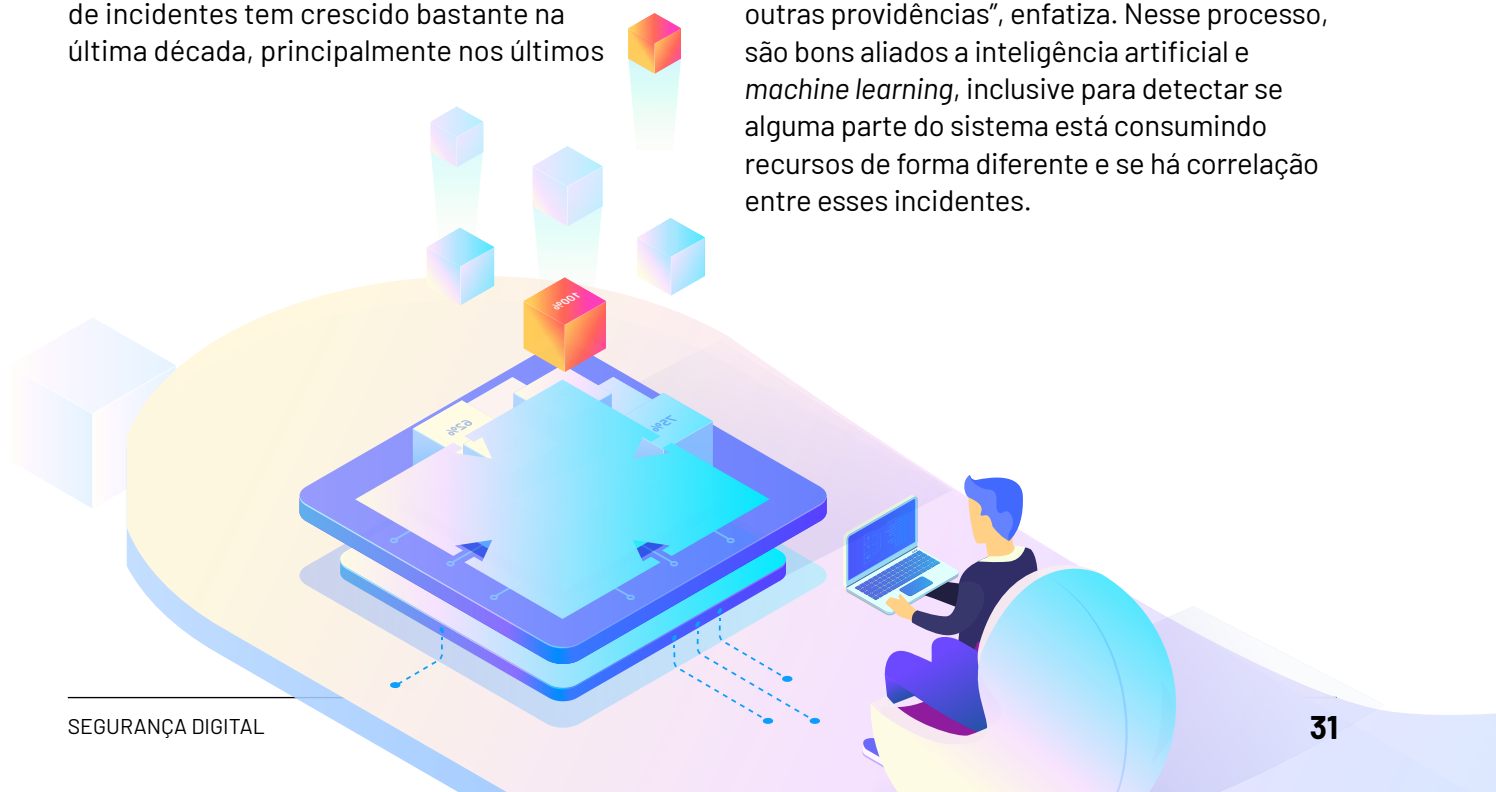 de incidentes tem crescido bastante na
última década, principalmente nos últimos
outras providências”, enfatiza. Nesse processo,
são bons aliados a inteligência artificial e
machine learning, inclusive para detectar se
alguma parte do sistema está consumindo
recursos de forma diferente e se há correlação
entre esses incidentes.
100%
62%
75%
SEGURANÇA DIGITAL
31